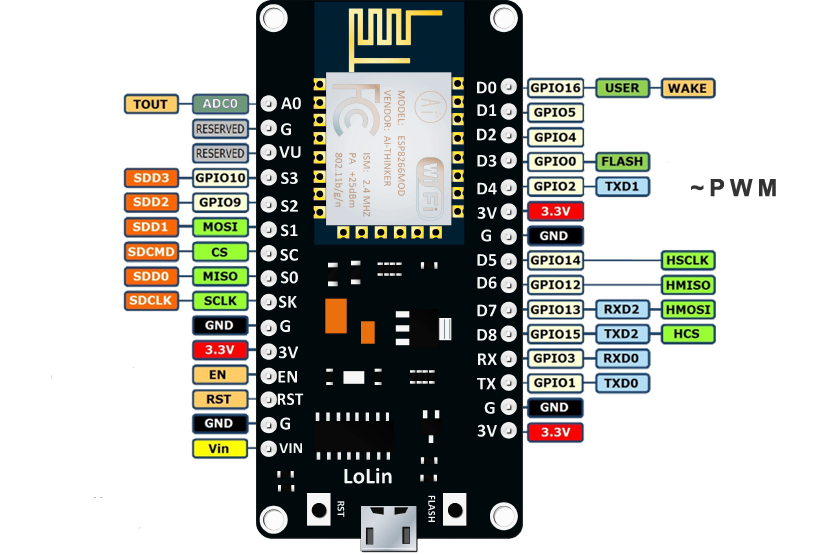 TOUT ADC0 A0
RESERVED G
RESERVED VU
SDD3 GPIO10 S3
SDD2 GPIO9 S2
SDD1 MOSI S1
SDCMD CS SC
SDD0 MISO S0
SDCLK SCLK SK
GND G
3.3V 3V
EN EN
RST RST
GND G
Vin VIN
MODEL: ESP8266MOD
VENDOR: AI-THINKER
ISM: 2.4 MHZ
PA +25dBm
802.11b/g/n
FC
AI
Wi Fi
D0 GPIO16 USER WAKE
D1 GPIO5
D2 GPIO4
D3 GPIO0 FLASH
D4 GPIO2 TXD1
3V 3.3V
G GND
D5 GPIO14 HSCLK
D6 GPIO12 HMISO
D7 GPIO13 RXD2 HMOSI
D8 GPIO15 TXD2 HCS
RX GPIO3 RXD0
TX GPIO1 TXD0
G GND
3V 3.3V
~PWM
LoLin
RST
FLASH